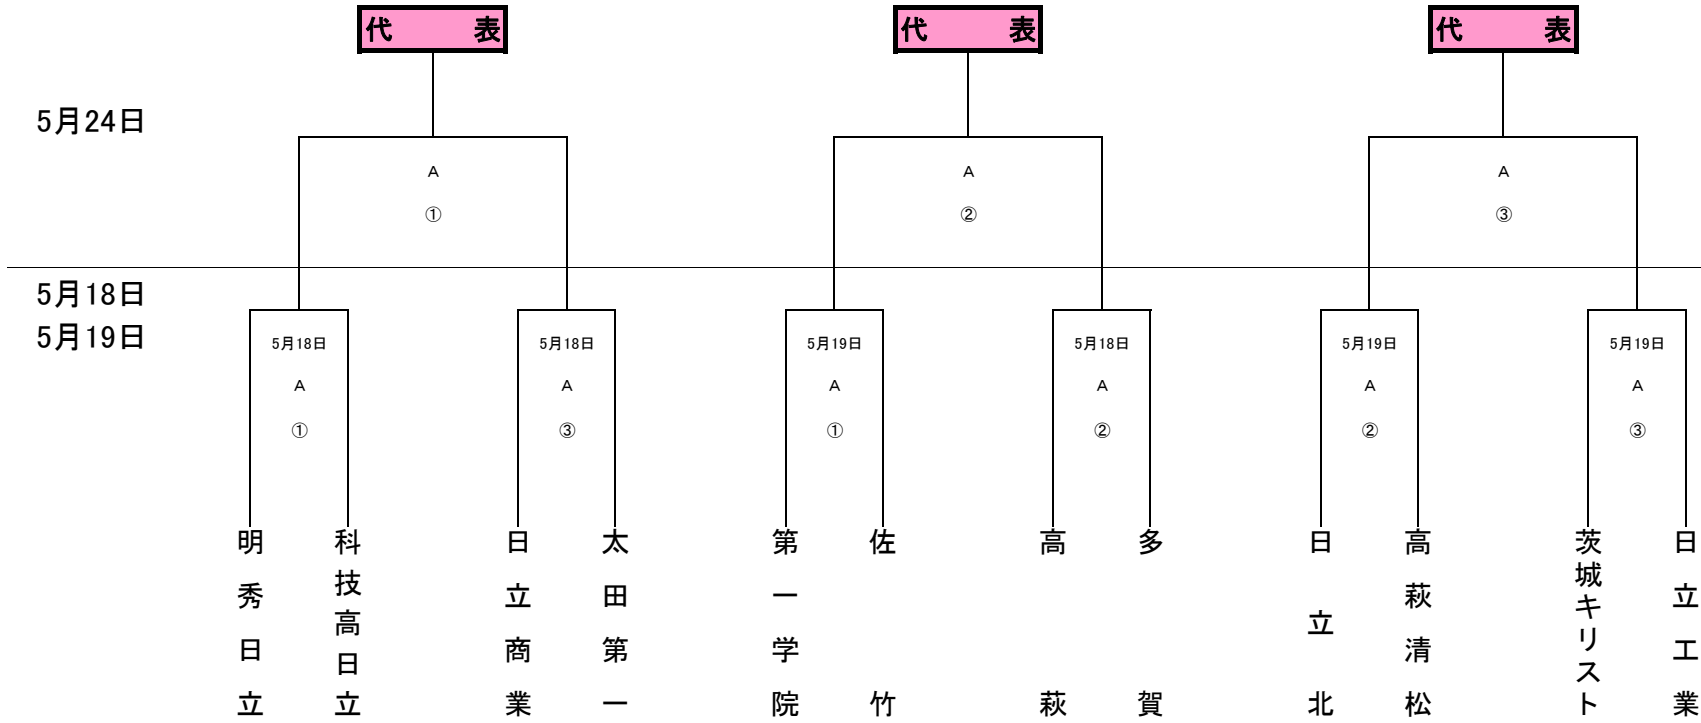 代 表
代 表
代 表
5月24日
A
①
A
②
A
③
5月18日
5月19日
5月18日
A
①
5月18日
A
③
5月19日
A
①
5月18日
A
②
5月19日
A
②
5月19日
A
③
明秀日立
科技高日立
日立商業
太田第一
第一学院
佐竹
高萩
多賀
日立北
高萩清松
茨城キリスト
日立工業